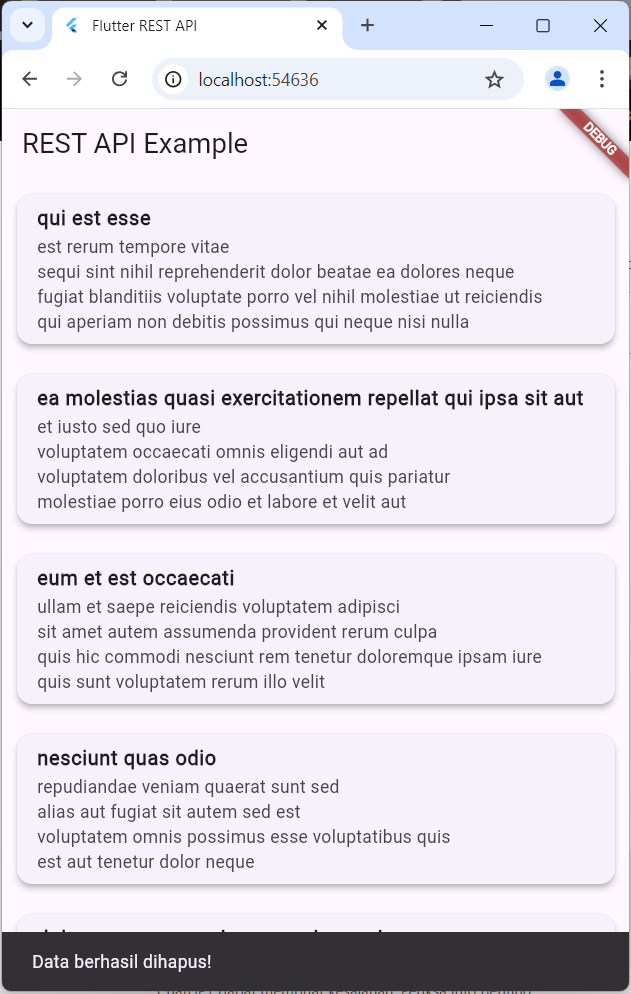 Flutter REST API
localhost:54636
DEBUG
REST API Example
qui est esse
est rerum tempore vitae
sequi sint nihil reprehenderit dolor beatae ea dolores neque
fugiat blanditiis voluptate porro vel nihil molestiae ut reiciendis
qui aperiam non debitis possimus qui neque nisi nulla
ea molestias quasi exercitationem repellat qui ipsa sit aut
et iusto sed quo iure
voluptatem occaecati omnis eligendi aut ad
voluptatem doloribus vel accusantium quis pariatur
molestiae porro eius odio et labore et velit aut
eum et est occaecati
ullam et saepe reiciendis voluptatem adipisci
sit amet autem assumenda provident rerum culpa
quis hic commodi nesciunt rem tenetur doloremque ipsam iure
quis sunt voluptatem rerum illo velit
nesciunt quas odio
repudiandae veniam quaerat sunt sed
alias aut fugiat sit autem sed est
voluptatem omnis possimus esse voluptatibus quis
est aut tenetur dolor neque
Data berhasil dihapus!